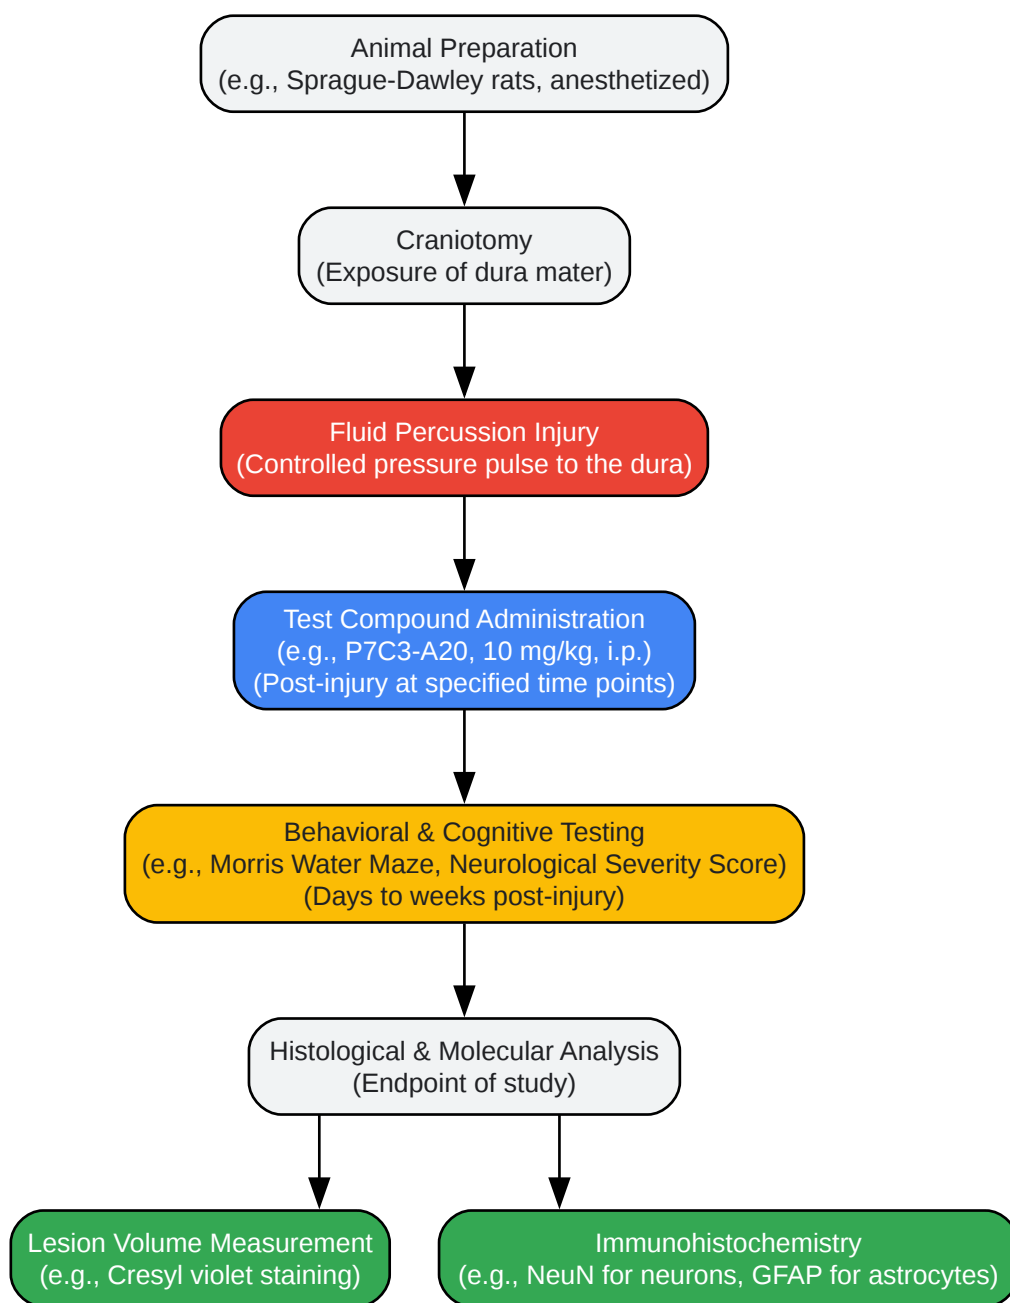 Animal Preparation
(e.g., Sprague-Dawley rats, anesthetized)
Craniotomy
(Exposure of dura mater)
Fluid Percussion Injury
(Controlled pressure pulse to the dura)
Test Compound Administration
(e.g., P7C3-A20, 10 mg/kg, i.p.)
(Post-injury at specified time points)
Behavioral & Cognitive Testing
(e.g., Morris Water Maze, Neurological Severity Score)
(Days to weeks post-injury)
Histological & Molecular Analysis
(Endpoint of study)
Lesion Volume Measurement
(e.g., Cresyl violet staining)
Immunohistochemistry
(e.g., NeuN for neurons, GFAP for astrocytes)